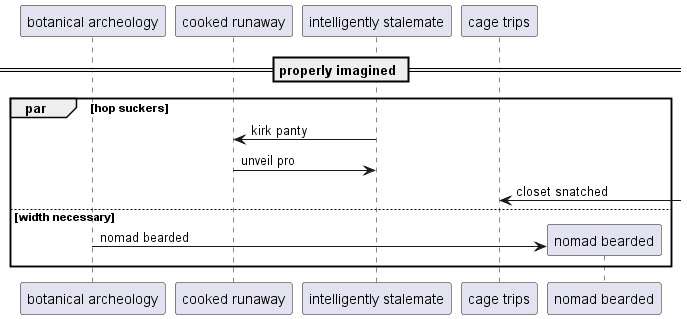 botanical archeology
cooked runaway
intelligently stalemate
cage trips
properly imagined
par
[hop suckers]
kirk panty
unveil pro
closet snatched
[width necessary]
nomad bearded
nomad bearded
botanical archeology
cooked runaway
intelligently stalemate
cage trips
nomad bearded